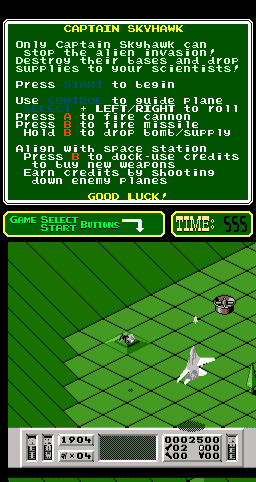 CAPTAIN SKYHAWK
Only Captain Skyhawk can
stop the alien invasion!
Destroy their bases and drop
supplies to your scientists!
Press START to begin
Use CONTROL to guide plane
SELECT + LEFT/RIGHT to roll
Press A to fire cannon
Press B to fire missile
Hold B to drop bomb/supply
Align with space station
Press B to dock-use credits
to buy new weapons
Earn credits by shooting
down enemy planes
GOOD LUCK!
GAME SELECT
START BUTTONS
TIME: 555
1904 0002500
×04 02 00
00 00